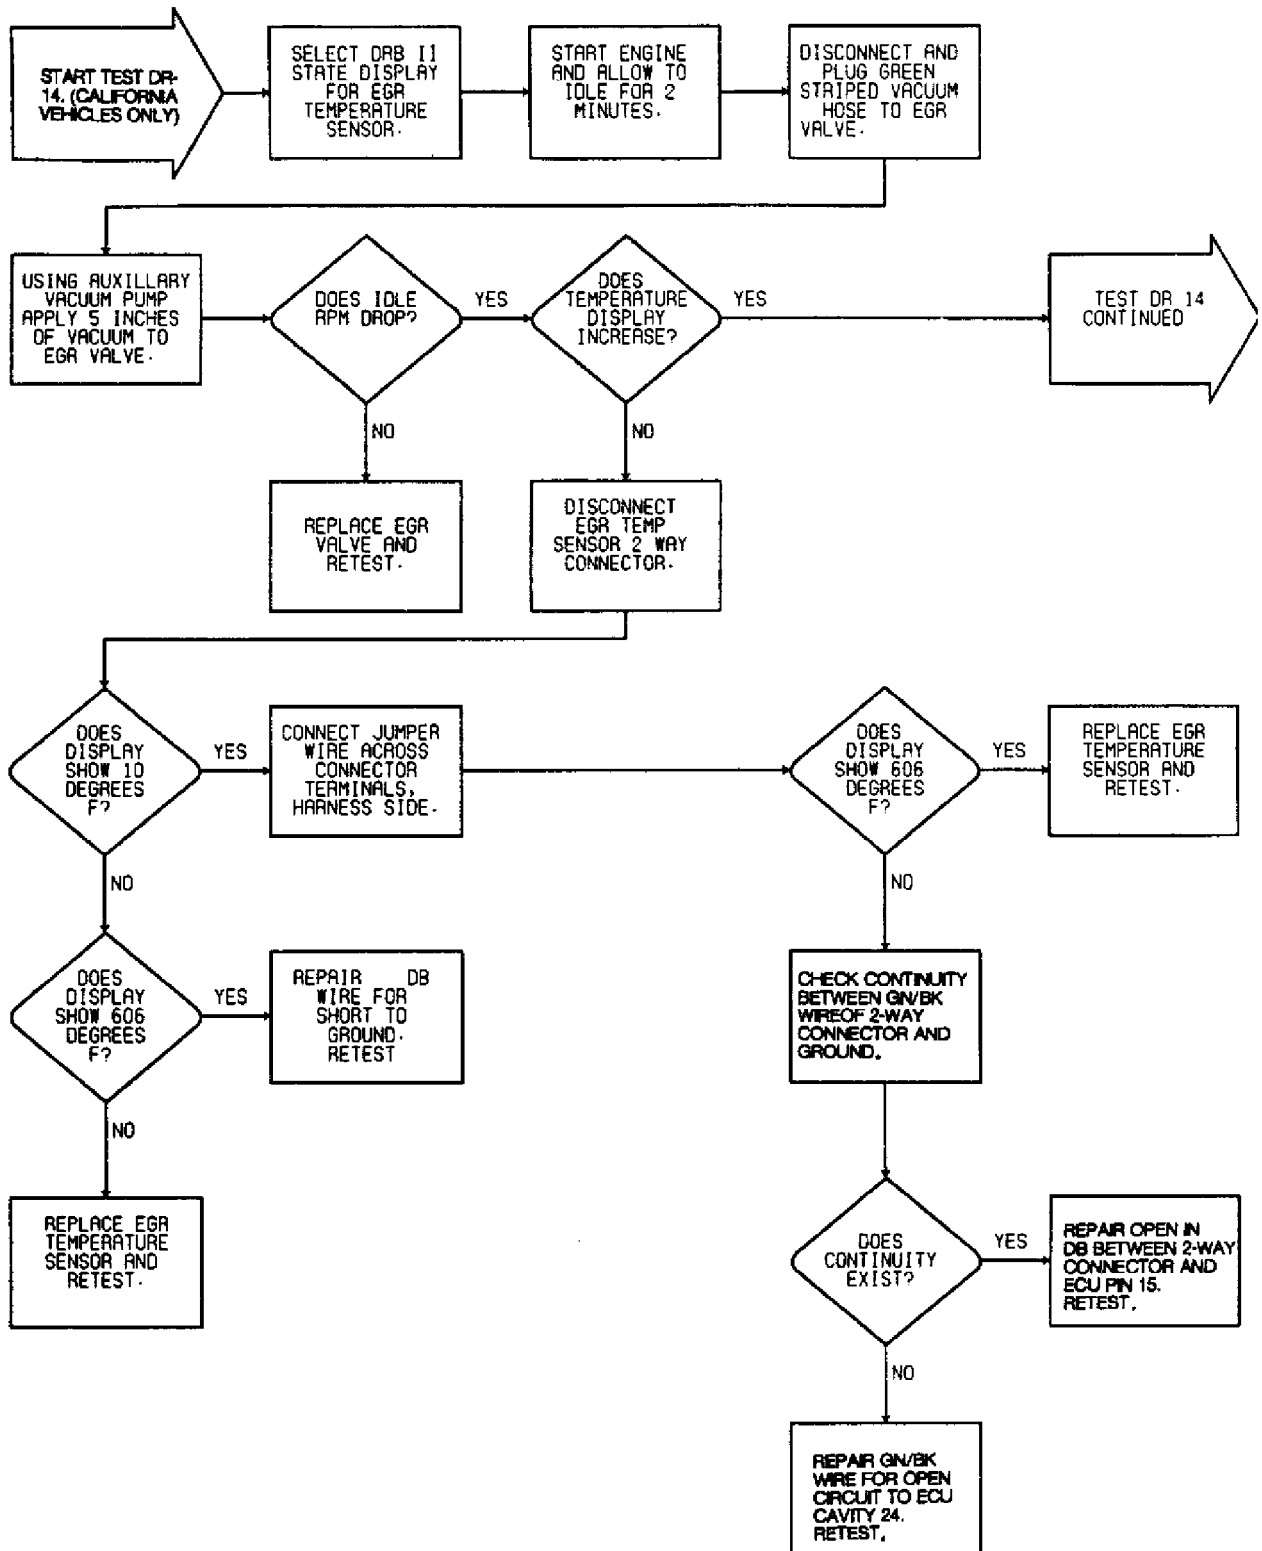 START TEST DR-
14. (CALIFORNIA
VEHICLES ONLY)
SELECT DRB II
STATE DISPLAY
FOR EGR
TEMPERATURE
SENSOR.
START ENGINE
AND ALLOW TO
IDLE FOR 2
MINUTES.
DISCONNECT AND
PLUG GREEN
STRIPED VACUUM
HOSE TO EGR
VALVE.
USING AUXILLARY
VACUUM PUMP
APPLY 5 INCHES
OF VACUUM TO
EGR VALVE.
DOES IDLE
RPM DROP?
YES
DOES
TEMPERATURE
DISPLAY
INCREASE?
YES
TEST DR 14
CONTINUED
NO
NO
REPLACE EGR
VALVE AND
RETEST.
DISCONNECT
EGR TEMP
SENSOR 2 WAY
CONNECTOR.
DOES
DISPLAY
SHOW 10
DEGREES
F?
YES
CONNECT JUMPER
WIRE ACROSS
CONNECTOR
TERMINALS,
HARNESS SIDE.
DOES
DISPLAY
SHOW 606
DEGREES
F?
YES
REPLACE EGR
TEMPERATURE
SENSOR AND
RETEST.
NO
NO
DOES
DISPLAY
SHOW 606
DEGREES
F?
YES
REPAIR DB
WIRE FOR
SHORT TO
GROUND.
RETEST
CHECK CONTINUITY
BETWEEN GN/BK
WIREOF 2-WAY
CONNECTOR AND
GROUND.
NO
REPLACE EGR
TEMPERATURE
SENSOR AND
RETEST.
DOES
CONTINUITY
EXIST?
YES
REPAIR OPEN IN
DB BETWEEN 2-WAY
CONNECTOR AND
ECU PIN 15.
RETEST.
NO
REPAIR GN/BK
WIRE FOR OPEN
CIRCUIT TO ECU
CAVITY 24.
RETEST.